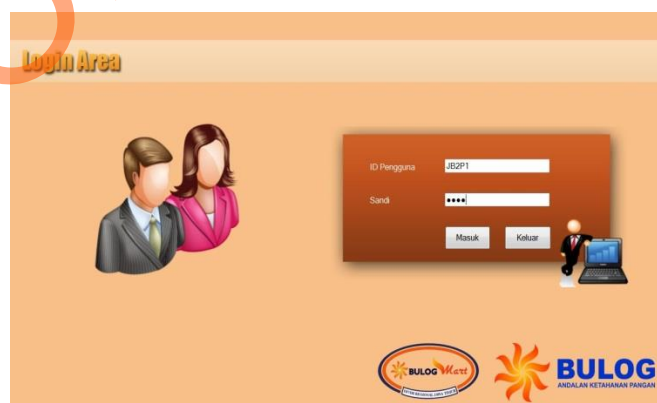 Login Area
ID Pengguna JB2P1
Sandi ••••
Masuk Keluar
BULOG Mart
BULOG
ANDALAN KETAHANAN PANGAN